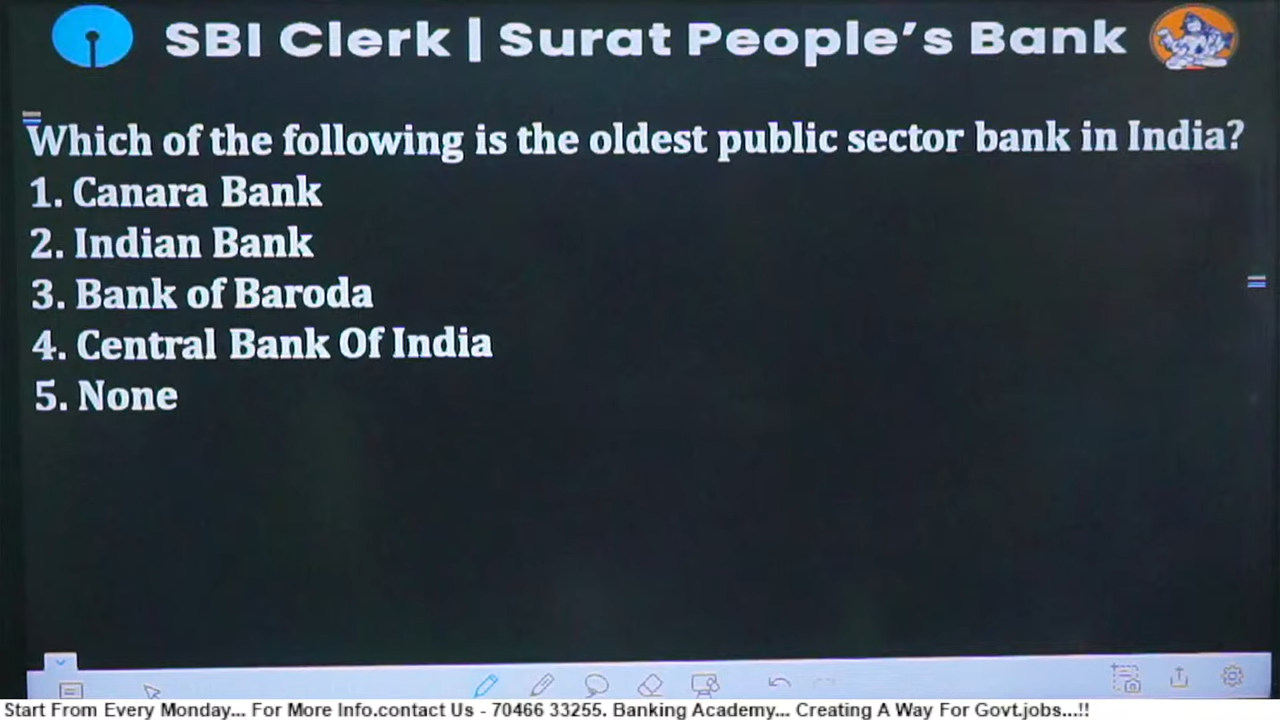 SBI Clerk | Surat People's Bank
Which of the following is the oldest public sector bank in India?
1. Canara Bank
2. Indian Bank
3. Bank of Baroda
4. Central Bank Of India
5. None
Start From Every Monday... For More Info.contact Us - 70466 33255. Banking Academy... Creating A Way For Govt.jobs...!!